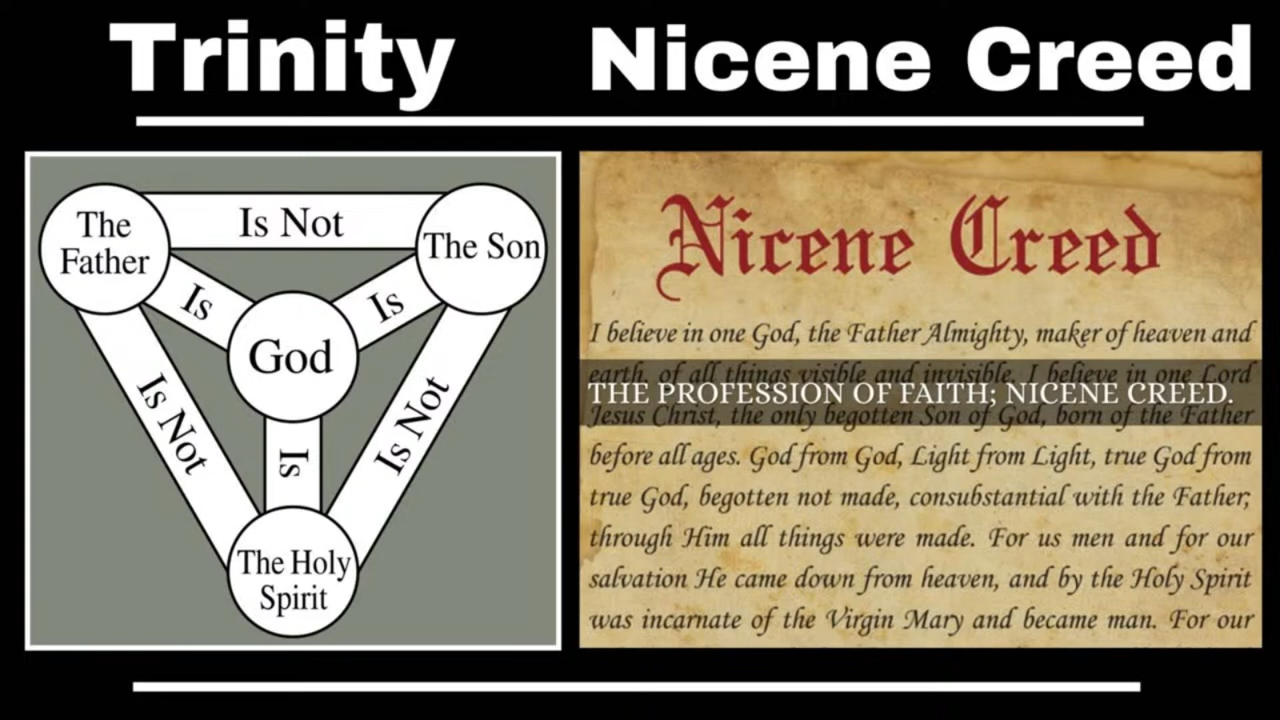 Trinity
Nicene Creed
The
Father
Is Not
The Son
Is
Is
God
Is Not
Is
Is Not
The Holy
Spirit
Nicene Creed
I believe in one God, the Father Almighty, maker of heaven and
earth, of all things visible and invisible. I believe in one Lord
THE PROFESSION OF FAITH; NICENE CREED.
Jesus Christ, the only begotten Son of God, born of the Father
before all ages. God from God, Light from Light, true God from
true God, begotten not made, consubstantial with the Father;
through Him all things were made. For us men and for our
salvation He came down from heaven, and by the Holy Spirit
was incarnate of the Virgin Mary and became man. For our